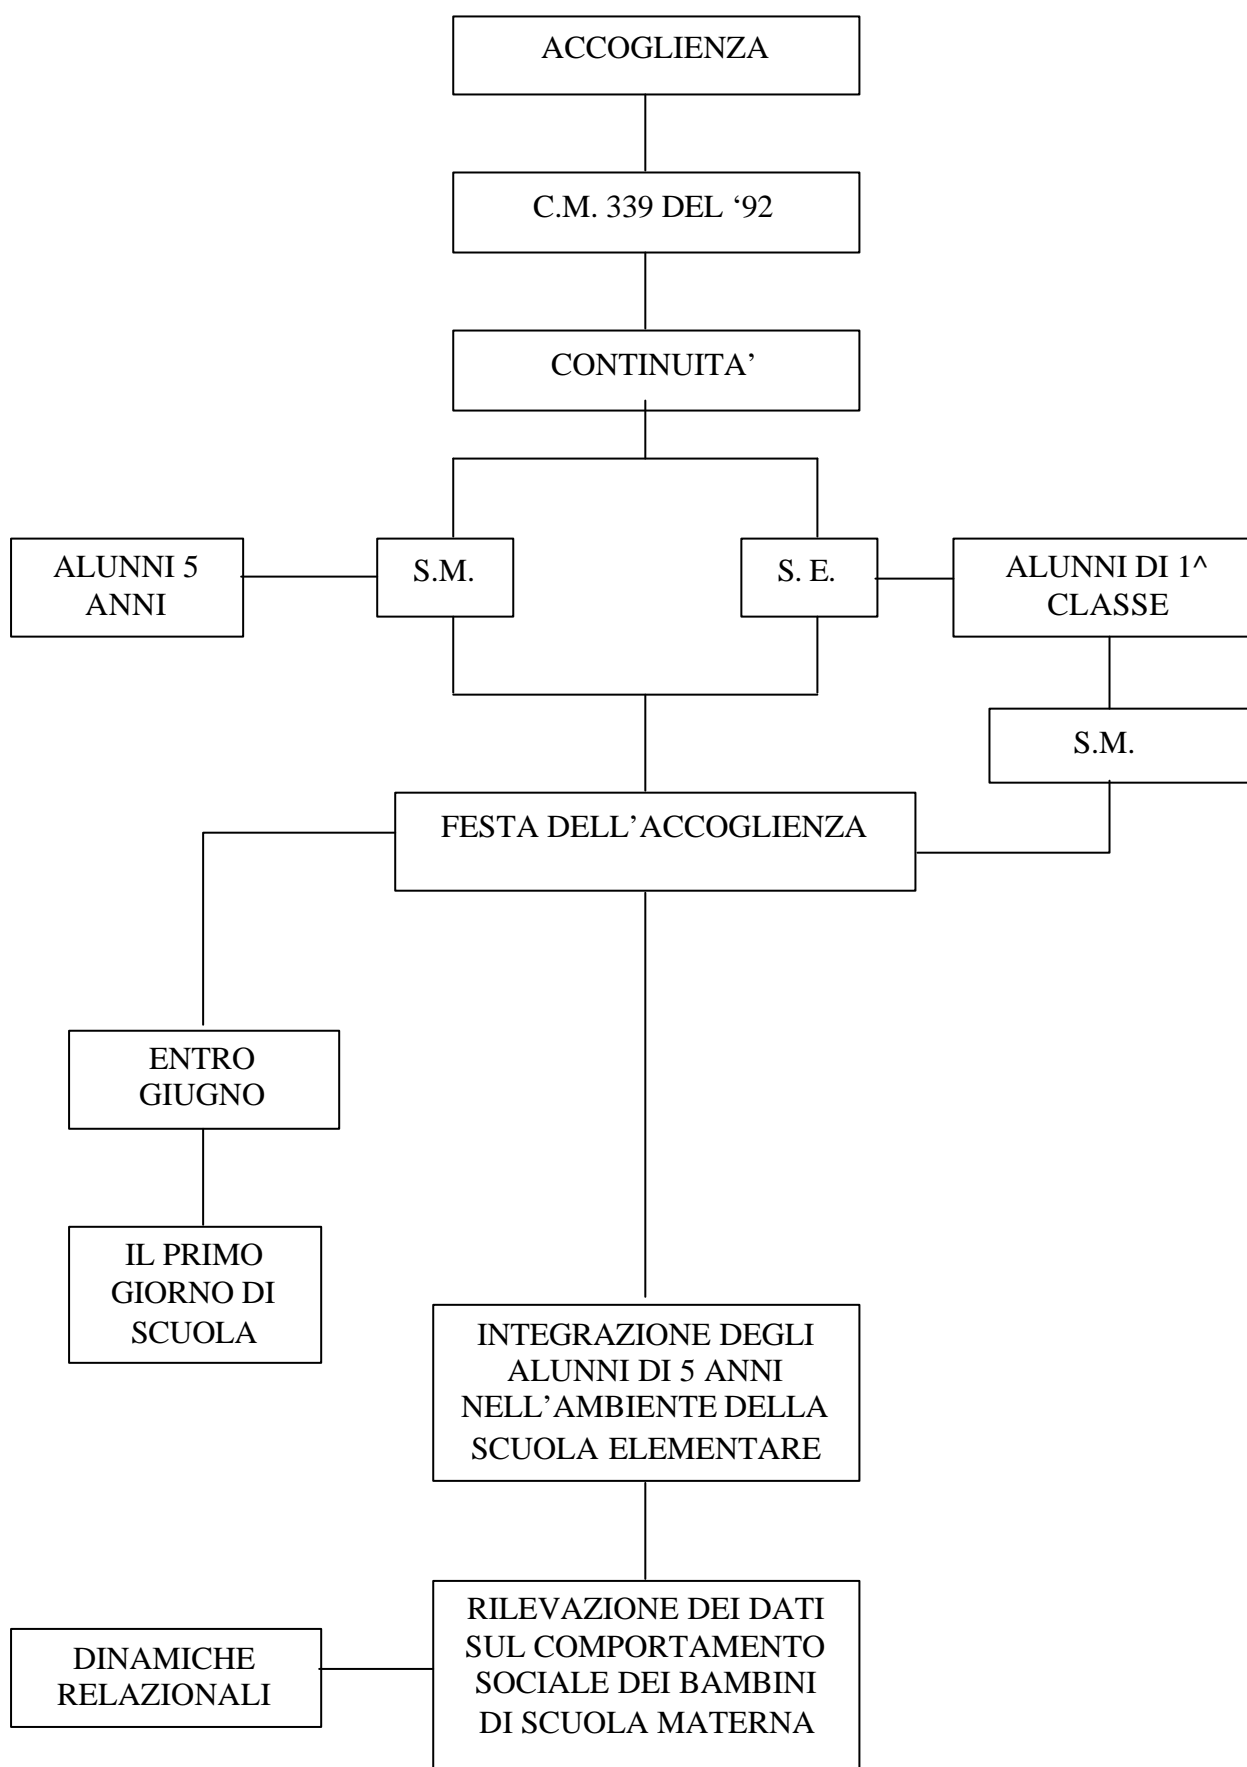 ACCOGLIENZA
C.M. 339 DEL ‘92
CONTINUITA’
ALUNNI 5
ANNI
S.M.
S. E.
ALUNNI DI 1^
CLASSE
S.M.
FESTA DELL’ACCOGLIENZA
ENTRO
GIUGNO
IL PRIMO
GIORNO DI
SCUOLA
INTEGRAZIONE DEGLI
ALUNNI DI 5 ANNI
NELL’AMBIENTE DELLA
SCUOLA ELEMENTARE
RILEVAZIONE DEI DATI
SUL COMPORTAMENTO
SOCIALE DEI BAMBINI
DI SCUOLA MATERNA
DINAMICHE
RELAZIONALI